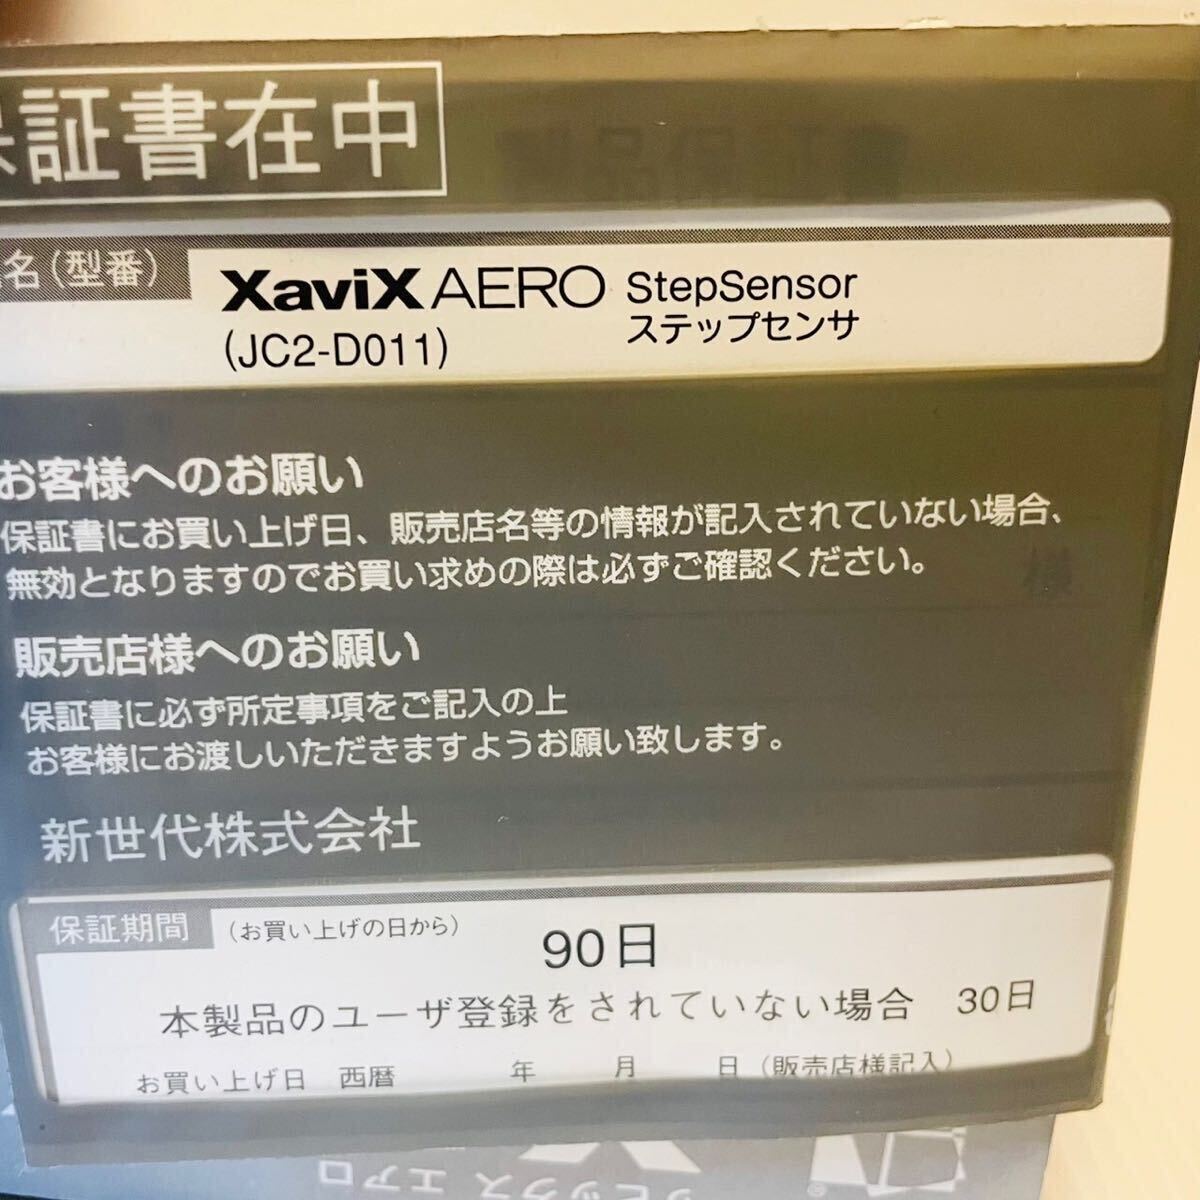 保証書在中
名(型番)
XaviX AERO StepSensor
ステップセンサ
(JC2-D011)
お客様へのお願い
保証書にお買い上げ日、販売店名等の情報が記入されていない場合、
無効となりますのでお買い求めの際は必ずご確認ください。
様
販売店様へのお願い
保証書に必ず所定事項をご記入の上
お客様にお渡しいただきますようお願い致します。
新世代株式会社
保証期間 (お買い上げの日から) 90日
本製品のユーザ登録をされていない場合 30日
お買い上げ日 西暦 年 月 日 (販売店様記入)
ビックス エアロ